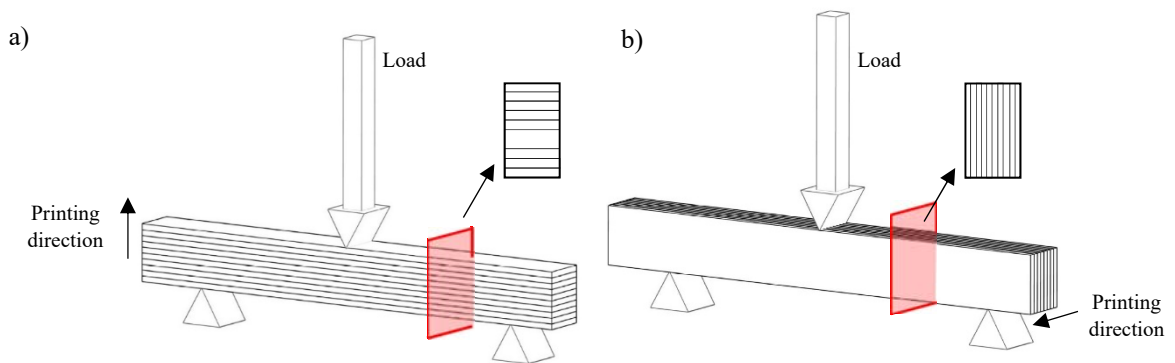 a)
Load
Printing
direction
b)
Load
Printing
direction